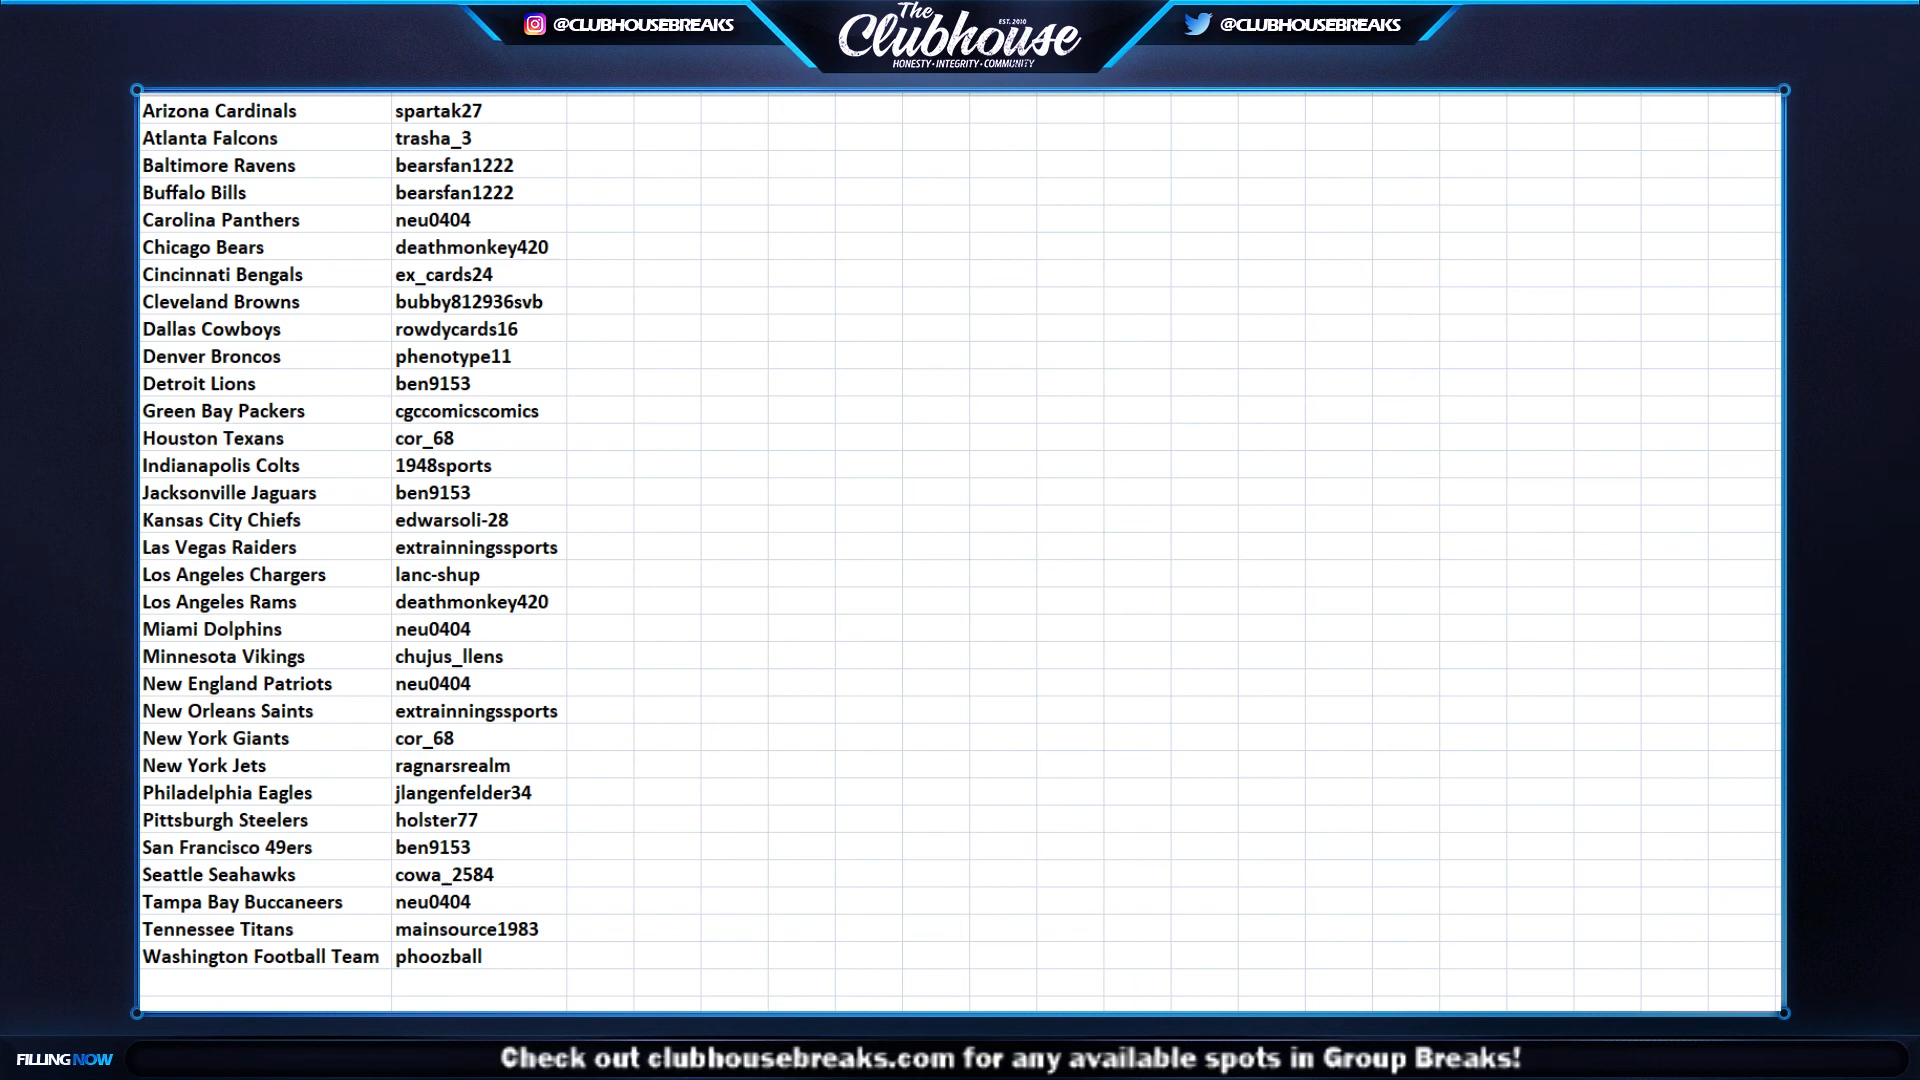 @CLUBHOUSEBREAKS
The
Clubhouse
EST. 2010
HONESTY • INTEGRITY • COMMUNITY
@CLUBHOUSEBREAKS
Arizona Cardinals spartak27
Atlanta Falcons trasha_3
Baltimore Ravens bearsfan1222
Buffalo Bills bearsfan1222
Carolina Panthers neu0404
Chicago Bears deathmonkey420
Cincinnati Bengals ex_cards24
Cleveland Browns bubby812936svb
Dallas Cowboys rowdycards16
Denver Broncos phenotype11
Detroit Lions ben9153
Green Bay Packers cgccomicscomics
Houston Texans cor_68
Indianapolis Colts 1948sports
Jacksonville Jaguars ben9153
Kansas City Chiefs edwarsoli-28
Las Vegas Raiders extrainningssports
Los Angeles Chargers lanc-shup
Los Angeles Rams deathmonkey420
Miami Dolphins neu0404
Minnesota Vikings chujus_llens
New England Patriots neu0404
New Orleans Saints extrainningssports
New York Giants cor_68
New York Jets ragnarsrealm
Philadelphia Eagles jlangenfelder34
Pittsburgh Steelers holster77
San Francisco 49ers ben9153
Seattle Seahawks cowa_2584
Tampa Bay Buccaneers neu0404
Tennessee Titans mainsource1983
Washington Football Team phoozball
FILLING NOW
Check out clubhousebreaks.com for any available spots in Group Breaks!